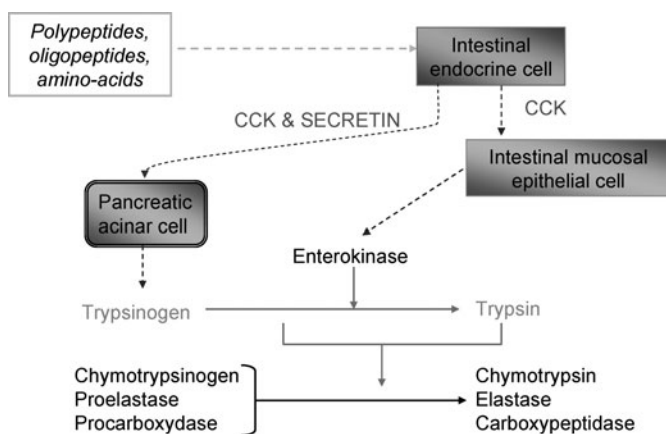 Polypeptides,
oligopeptides,
amino-acids
Intestinal
endocrine cell
CCK & SECRETIN
CCK
Intestinal mucosal
epithelial cell
Pancreatic
acinar cell
Enterokinase
Trypsinogen
Trypsin
Chymotrypsinogen
Proelastase
Procarboxydase
Chymotrypsin
Elastase
Carboxypeptidase